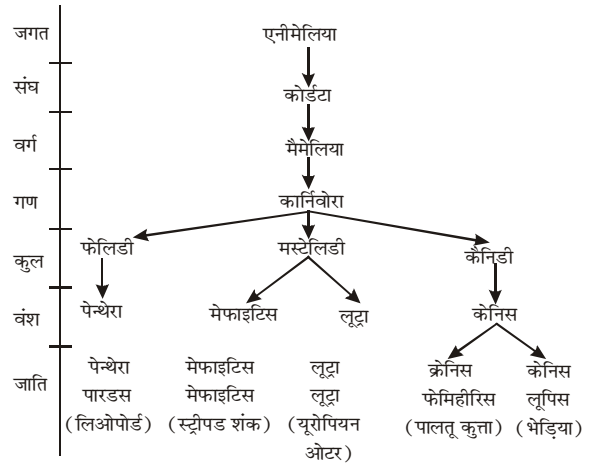 जगत एनीमेलिया
संघ कोर्डटा
वर्ग मैमेलिया
गण कार्निवोरा
कुल फेलिडी मस्टेलिडी कैनिडी
वंश पेन्थेरा मेफाइटिस लूट्रा केनिस
जाति पेन्थेरा मेफाइटिस लूट्रा क्रेनिस केनिस
पारडस मेफाइटिस लूट्रा फेमिहीरिस लूपिस
(लिओपोर्ड) (स्ट्रीपड शंक) (यूरोपियन (पालतू कुत्ता) (भेड़िया)
ओटर)